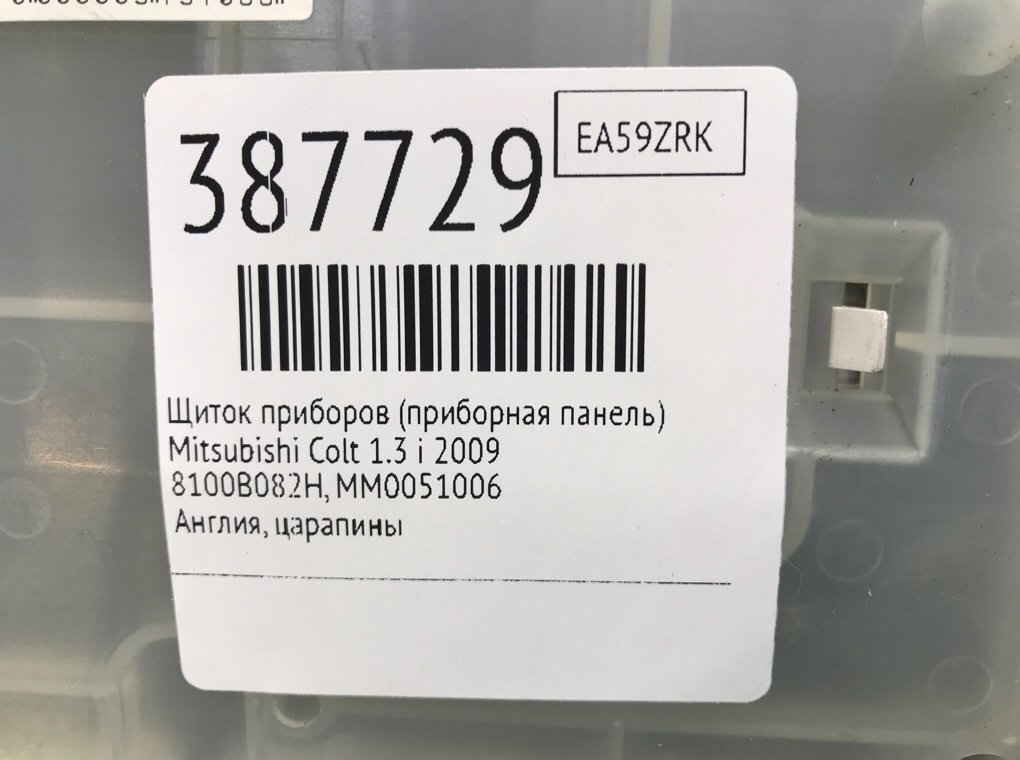 387729
EA59ZRK
Щиток приборов (приборная панель)
Mitsubishi Colt 1.3 i 2009
8100B082H, MM0051006
Англия, царапины